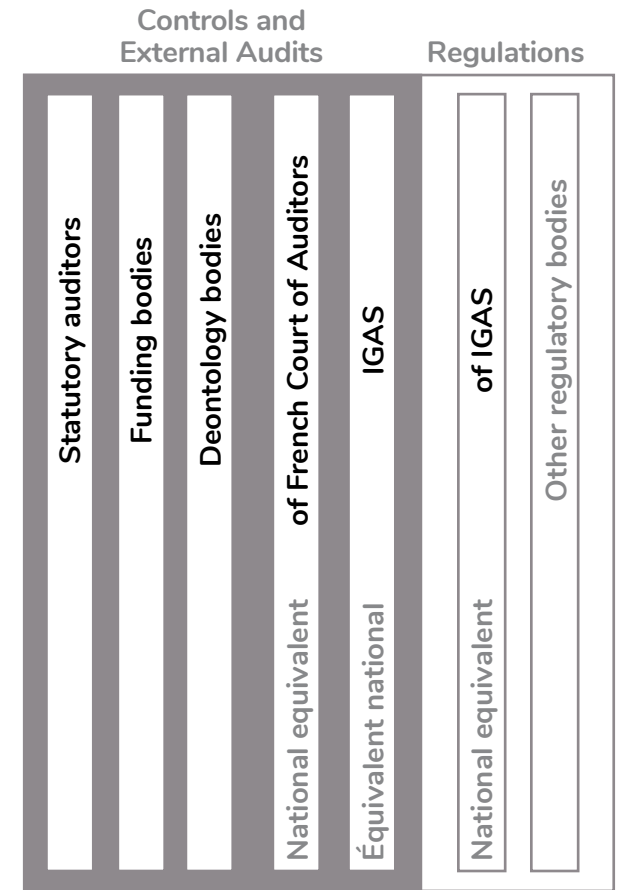 Controls and
External Audits
Regulations
Statutory auditors
Funding bodies
Deontology bodies
National equivalent of French Court of Auditors
Équivalent national IGAS
National equivalent of IGAS
Other regulatory bodies